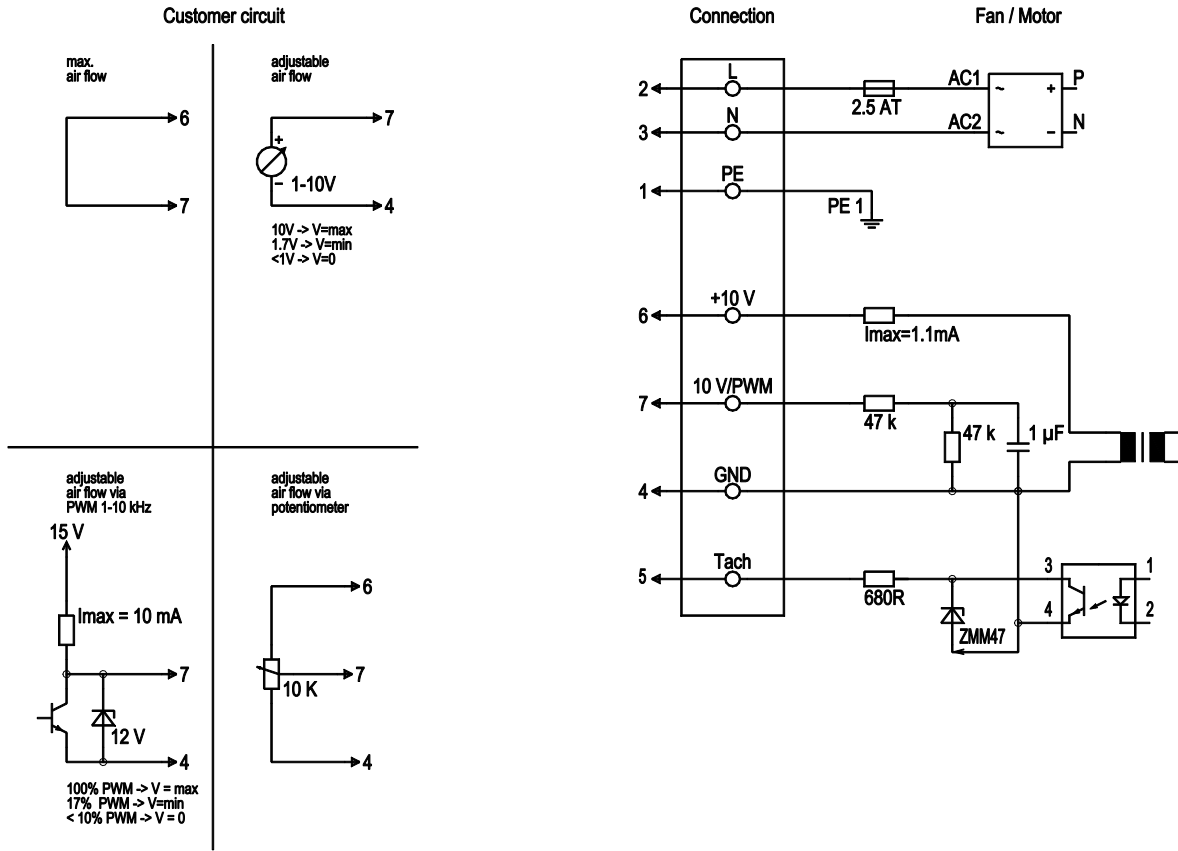 Customer circuit
max.
air flow
6
7
adjustable
air flow
7
+
− 1-10V
4
10V -> V=max
1.7V -> V=min
<1V -> V=0
adjustable
air flow via
PWM 1-10 kHz
15 V
Imax = 10 mA
7
12 V
4
100% PWM -> V = max
17% PWM -> V=min
< 10% PWM -> V = 0
adjustable
air flow via
potentiometer
6
7
10 K
4
Connection
Fan / Motor
2
L
2.5 AT
AC1
~
+
P
3
N
AC2
~
−
N
1
PE
PE 1
6
+10 V
Imax=1.1mA
7
10 V/PWM
47 k
47 k
1 µF
4
GND
5
Tach
680R
ZMM47
3
1
4
2